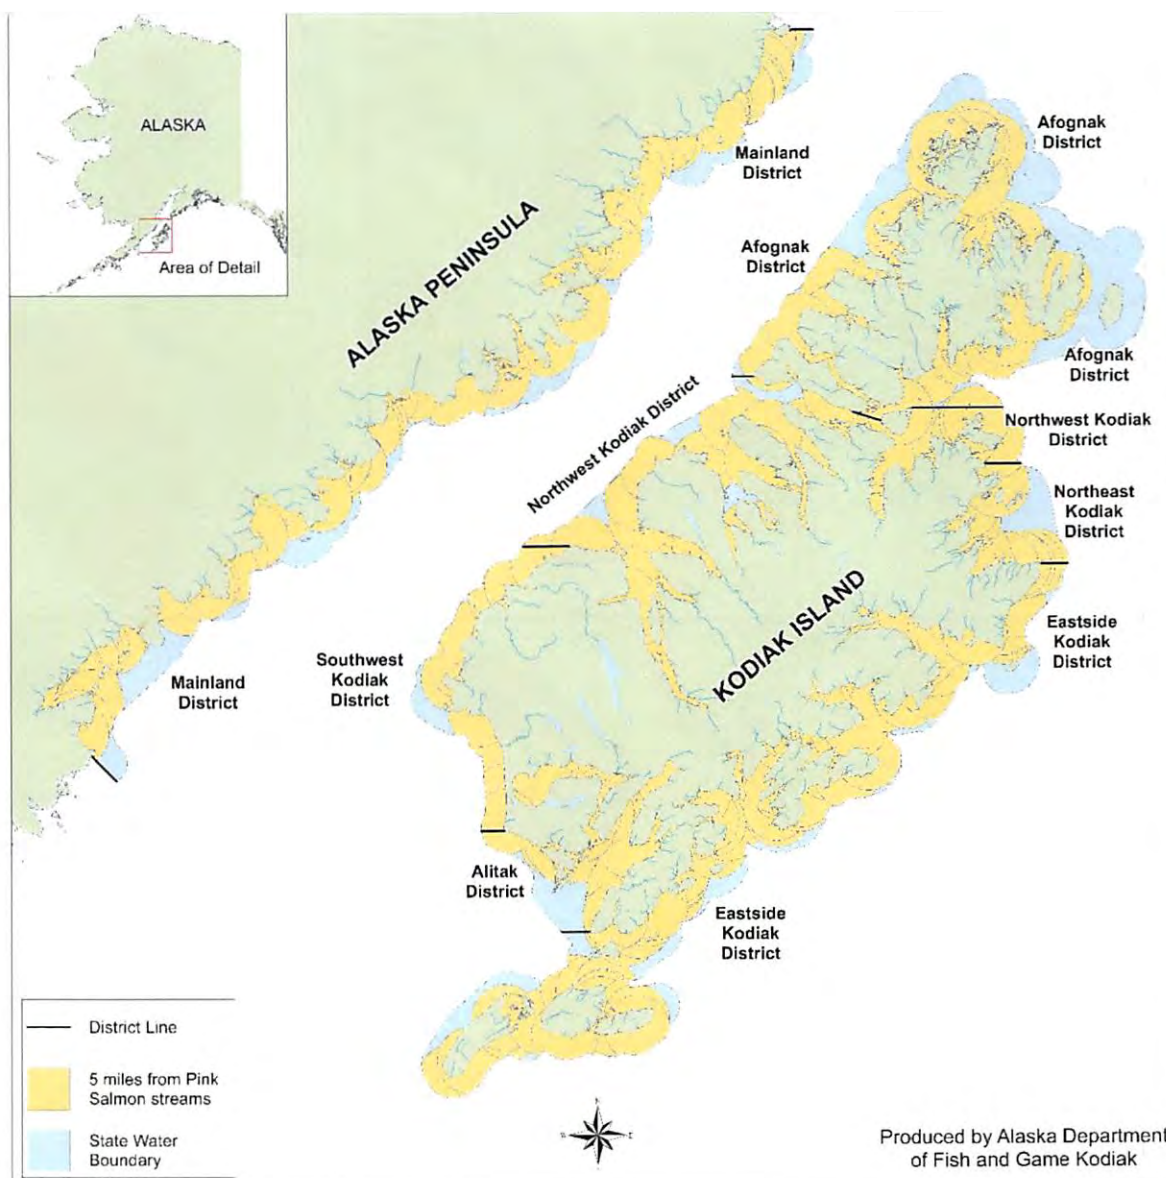 ALASKA
Area of Detail
Mainland
District
Afognak
District
Afognak
District
ALASKA PENINSULA
Afognak
District
Northwest Kodiak District
Northwest Kodiak
District
Northeast
Kodiak
District
KODIAK ISLAND
Eastside
Kodiak
District
Southwest
Kodiak
District
Mainland
District
Alitak
District
Eastside
Kodiak
District
District Line
5 miles from Pink
Salmon streams
State Water
Boundary
Produced by Alaska Department
of Fish and Game Kodiak